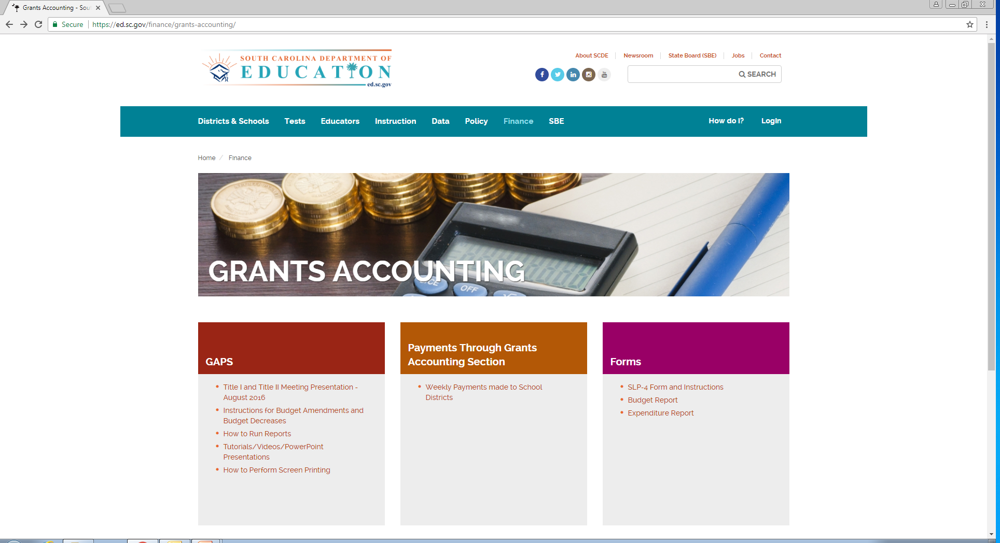 Grants Accounting - Sou
Secure
https://ed.sc.gov/finance/grants-accounting/
SOUTH CAROLINA DEPARTMENT OF
EDUCATION
ed.sc.gov
About SCDE
Newsroom
State Board (SBE)
Jobs
Contact
SEARCH
Districts & Schools
Tests
Educators
Instruction
Data
Policy
Finance
SBE
How do I?
LogIn
Home /
Finance
GRANTS ACCOUNTING
OFF
GAPS
Title I and Title II Meeting Presentation -
August 2016
Instructions for Budget Amendments and
Budget Decreases
How to Run Reports
Tutorials/Videos/PowerPoint
Presentations
How to Perform Screen Printing
Payments Through Grants
Accounting Section
Weekly Payments made to School
Districts
Forms
SLP-4 Form and Instructions
Budget Report
Expenditure Report